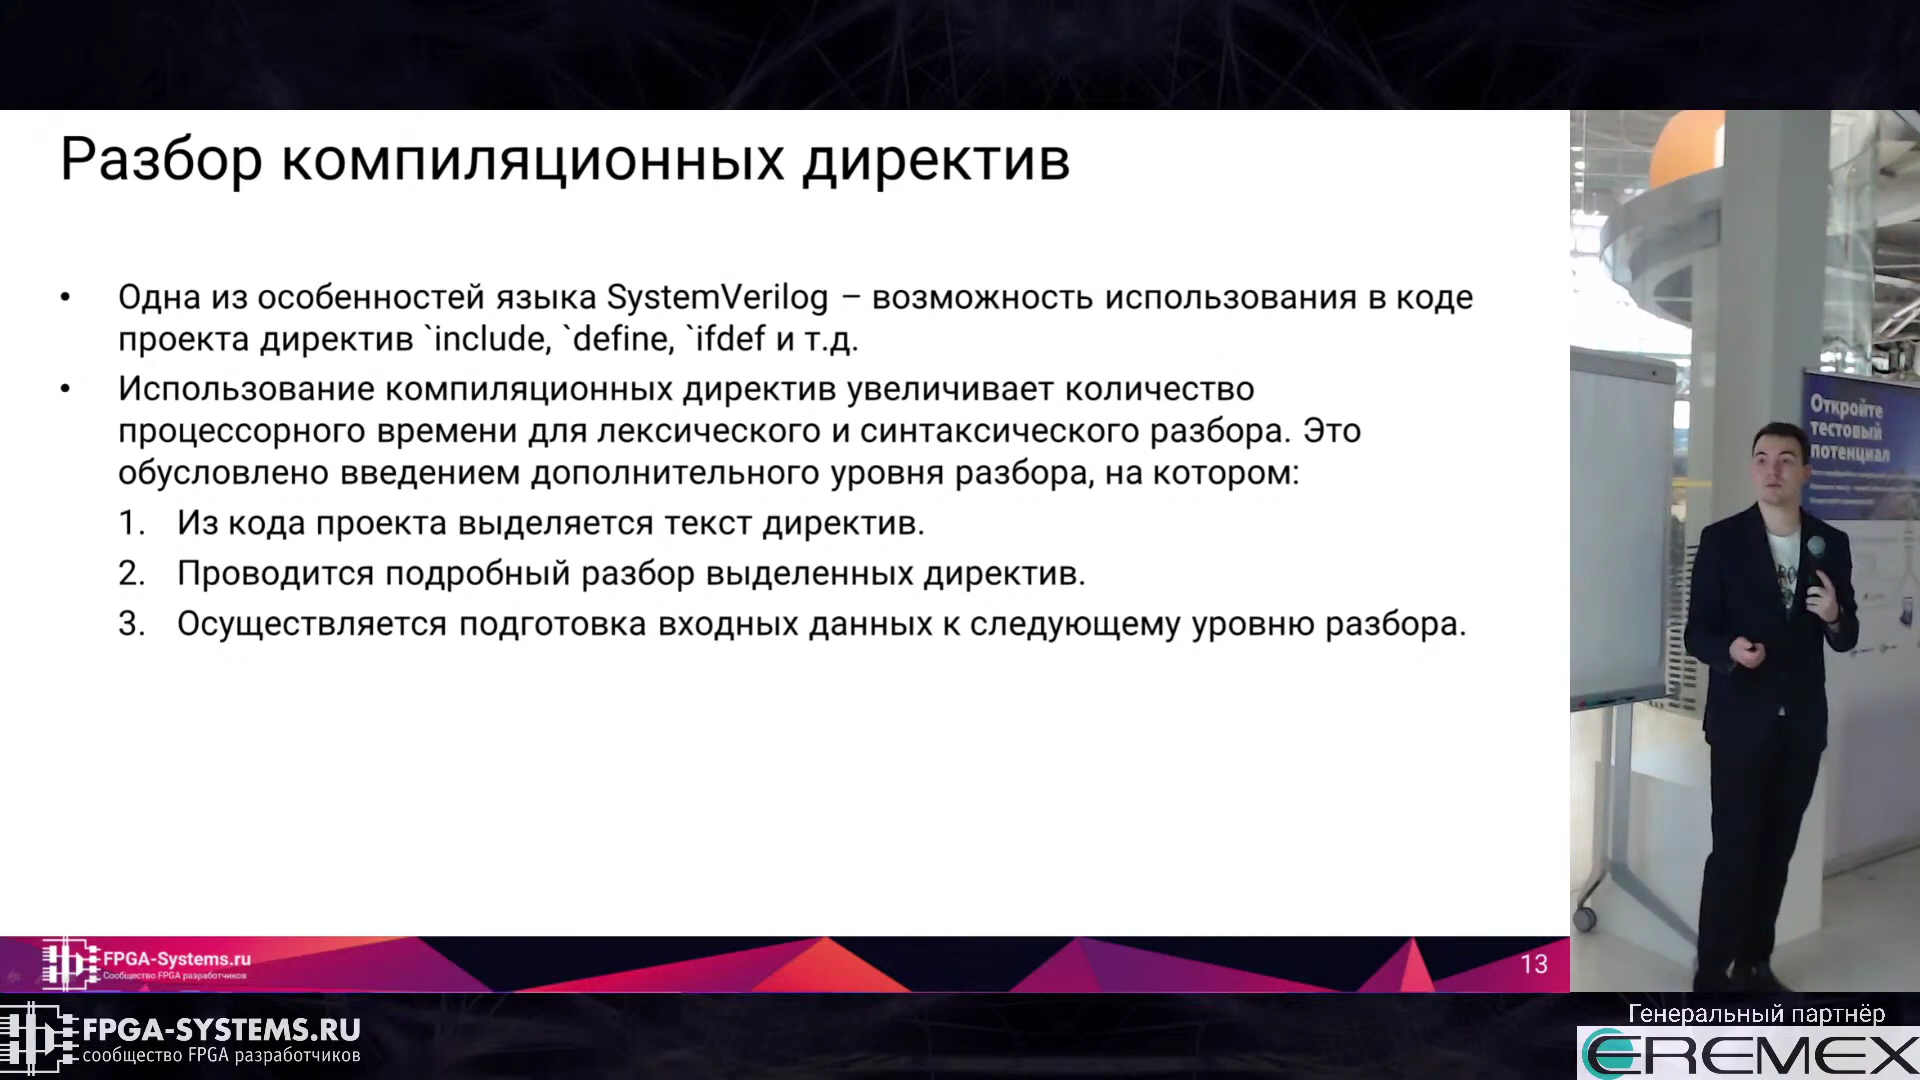 Разбор компиляционных директив
• Одна из особенностей языка SystemVerilog – возможность использования в коде
проекта директив `include, `define, `ifdef и т.д.
• Использование компиляционных директив увеличивает количество
процессорного времени для лексического и синтаксического разбора. Это
обусловлено введением дополнительного уровня разбора, на котором:
1. Из кода проекта выделяется текст директив.
2. Проводится подробный разбор выделенных директив.
3. Осуществляется подготовка входных данных к следующему уровню разбора.
Откройте
тестовый
потенциал
FPGA-Systems.ru
Сообщество FPGA разработчиков
13
FPGA-SYSTEMS.RU
сообщество FPGA разработчиков
Генеральный партнёр
EREMEX